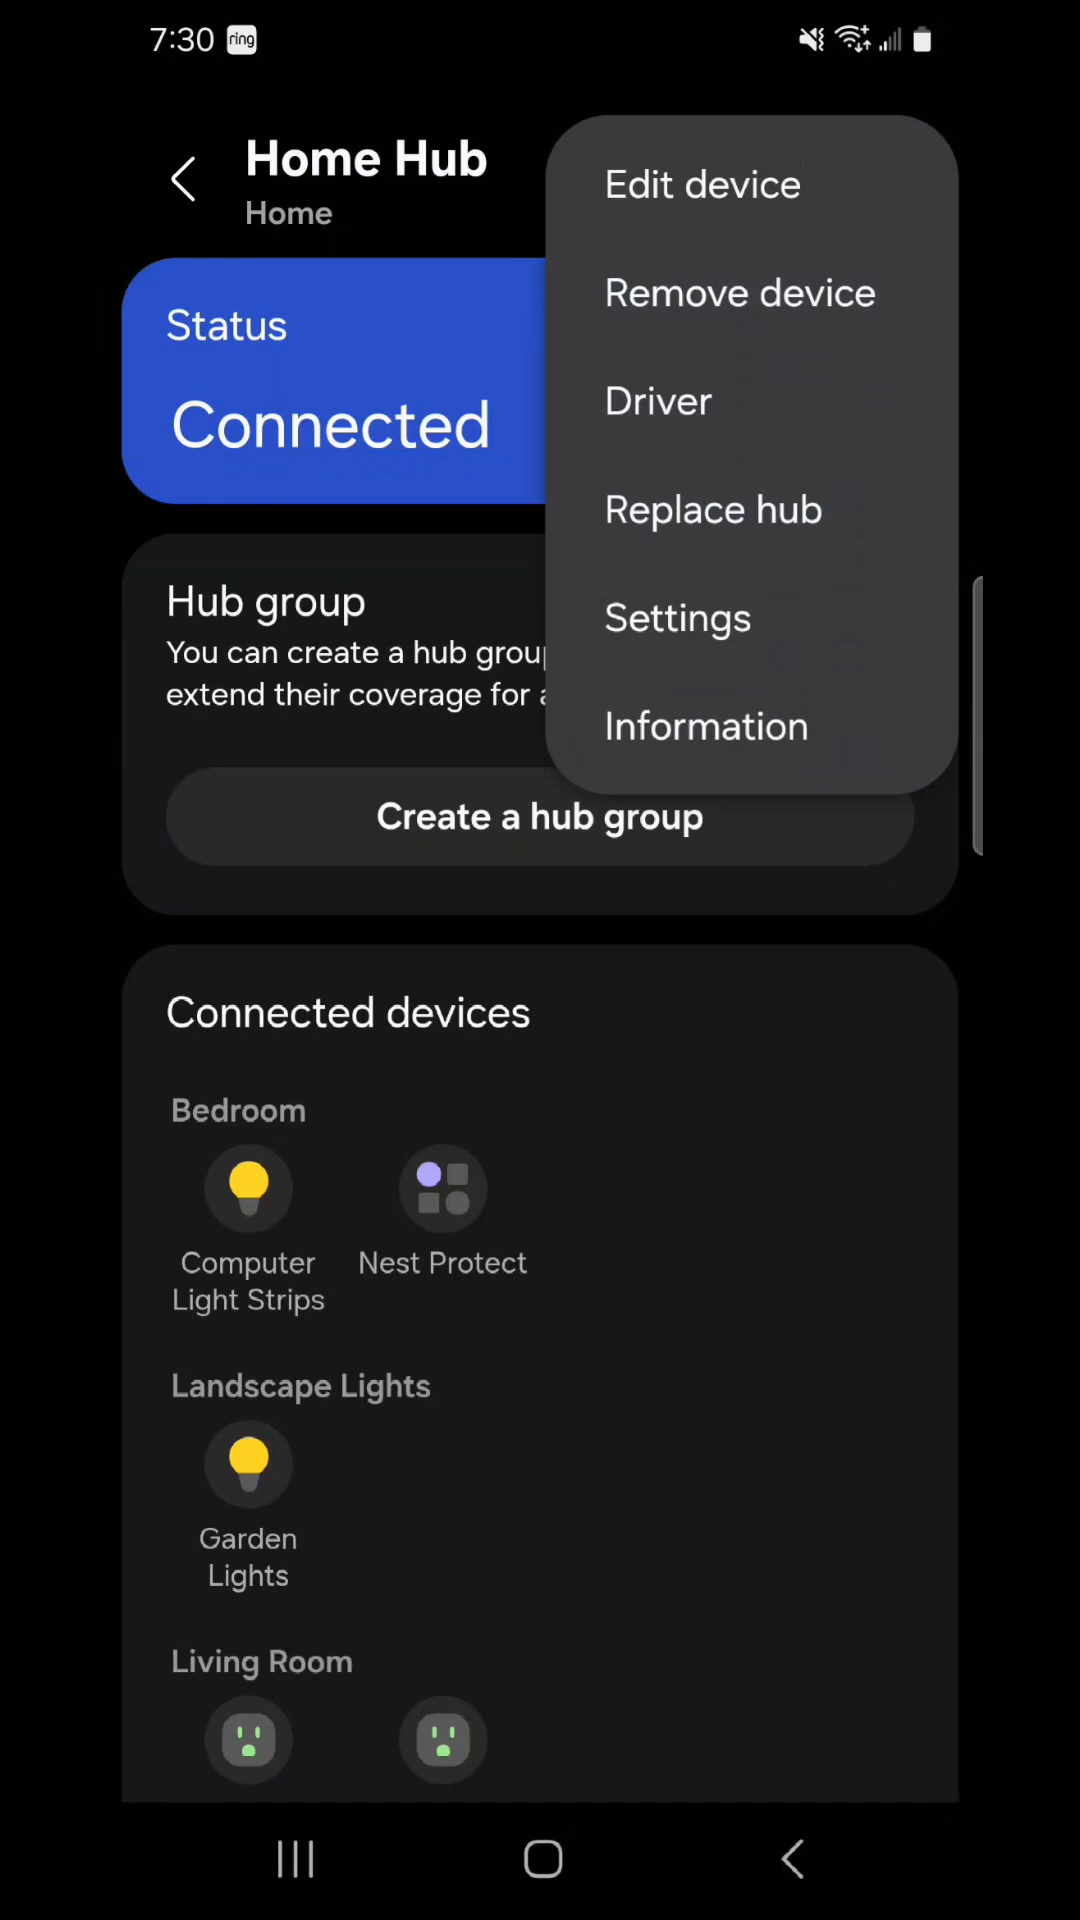 7:30 ring
Home Hub
Home
Edit device
Remove device
Driver
Replace hub
Settings
Information
Status
Connected
Hub group
You can create a hub
extend their coverage for
Create a hub group
Connected devices
Bedroom
Computer
Light Strips
Nest Protect
Landscape Lights
Garden
Lights
Living Room